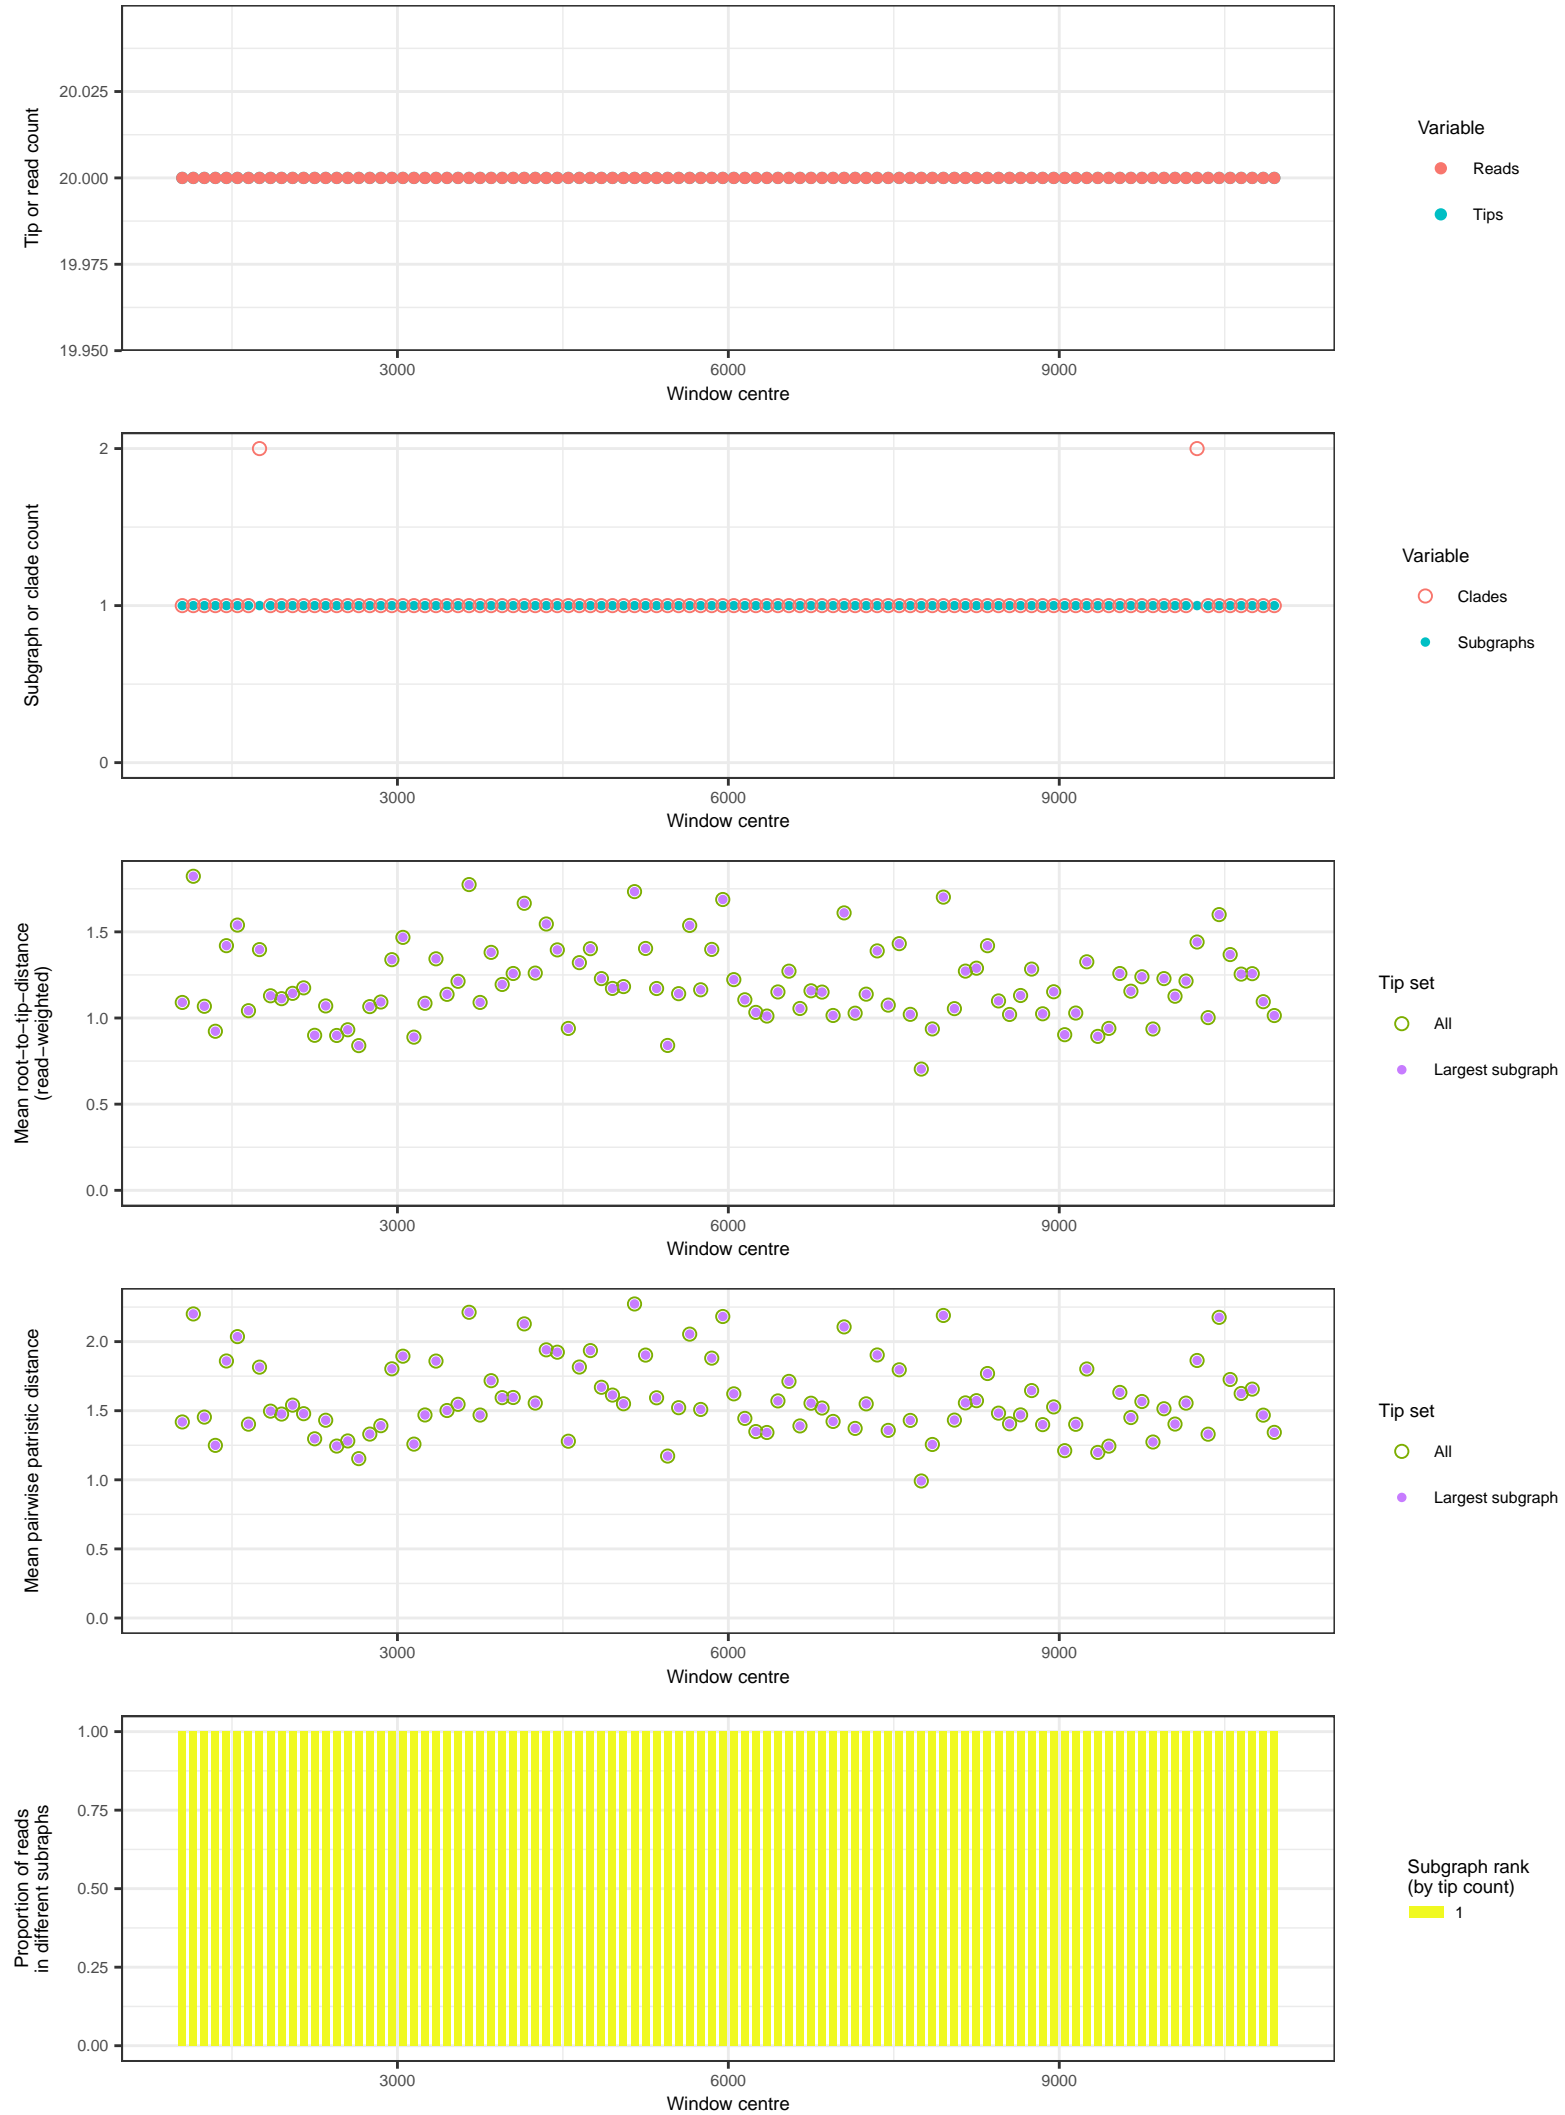 Tip or read count
20.025
20.000
19.975
19.950
3000
6000
9000
Window centre
Variable
Reads
Tips
Subgraph or clade count
2
1
0
3000
6000
9000
Window centre
Variable
Clades
Subgraphs
Mean root−to−tip−distance
(read−weighted)
1.5
1.0
0.5
0.0
3000
6000
9000
Window centre
Tip set
All
Largest subgraph
Mean pairwise patristic distance
2.0
1.5
1.0
0.5
0.0
3000
6000
9000
Window centre
Tip set
All
Largest subgraph
Proportion of reads
in different subraphs
1.00
0.75
0.50
0.25
0.00
3000
6000
9000
Window centre
Subgraph rank
(by tip count)
1